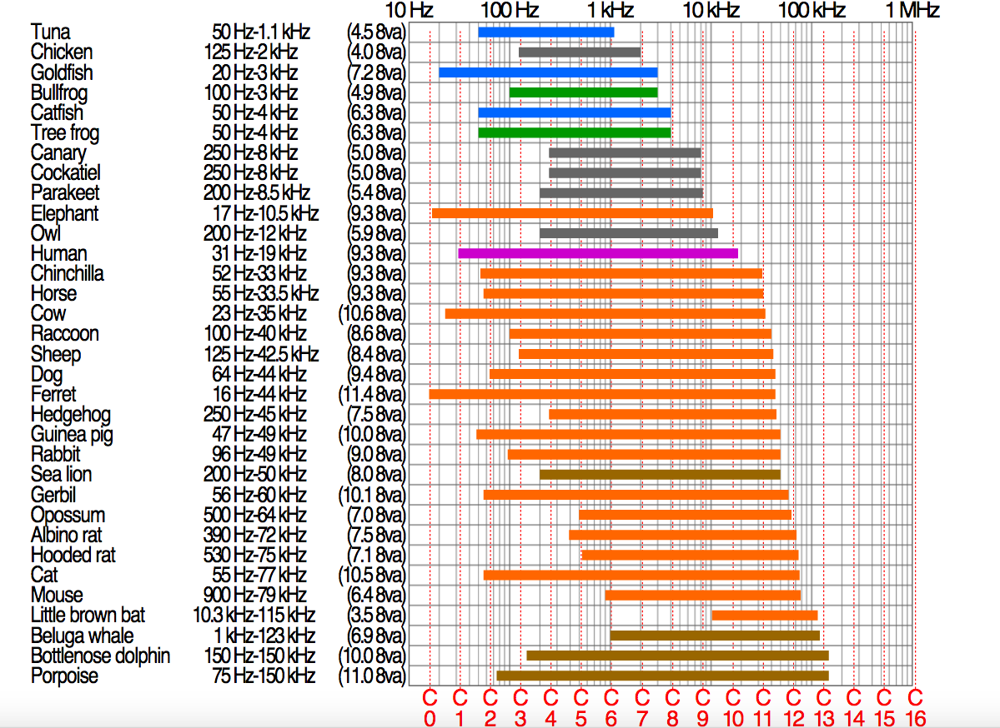 10 Hz 100 Hz 1 kHz 10 kHz 100 kHz 1 MHz
Tuna 50 Hz-1.1 kHz (4.5 8va)
Chicken 125 Hz-2 kHz (4.0 8va)
Goldfish 20 Hz-3 kHz (7.2 8va)
Bullfrog 100 Hz-3 kHz (4.9 8va)
Catfish 50 Hz-4 kHz (6.3 8va)
Tree frog 50 Hz-4 kHz (6.3 8va)
Canary 250 Hz-8 kHz (5.0 8va)
Cockatiel 250 Hz-8 kHz (5.0 8va)
Parakeet 200 Hz-8.5 kHz (5.4 8va)
Elephant 17 Hz-10.5 kHz (9.3 8va)
Owl 200 Hz-12 kHz (5.9 8va)
Human 31 Hz-19 kHz (9.3 8va)
Chinchilla 52 Hz-33 kHz (9.3 8va)
Horse 55 Hz-33.5 kHz (9.3 8va)
Cow 23 Hz-35 kHz (10.6 8va)
Raccoon 100 Hz-40 kHz (8.6 8va)
Sheep 125 Hz-42.5 kHz (8.4 8va)
Dog 64 Hz-44 kHz (9.4 8va)
Ferret 16 Hz-44 kHz (11.4 8va)
Hedgehog 250 Hz-45 kHz (7.5 8va)
Guinea pig 47 Hz-49 kHz (10.0 8va)
Rabbit 96 Hz-49 kHz (9.0 8va)
Sea lion 200 Hz-50 kHz (8.0 8va)
Gerbil 56 Hz-60 kHz (10.1 8va)
Opossum 500 Hz-64 kHz (7.0 8va)
Albino rat 390 Hz-72 kHz (7.5 8va)
Hooded rat 530 Hz-75 kHz (7.1 8va)
Cat 55 Hz-77 kHz (10.5 8va)
Mouse 900 Hz-79 kHz (6.4 8va)
Little brown bat 10.3 kHz-115 kHz (3.5 8va)
Beluga whale 1 kHz-123 kHz (6.9 8va)
Bottlenose dolphin 150 Hz-150 kHz (10.0 8va)
Porpoise 75 Hz-150 kHz (11.0 8va)
C C C C C C C C C C C C C C C C C
0 1 2 3 4 5 6 7 8 9 10 11 12 13 14 15 16